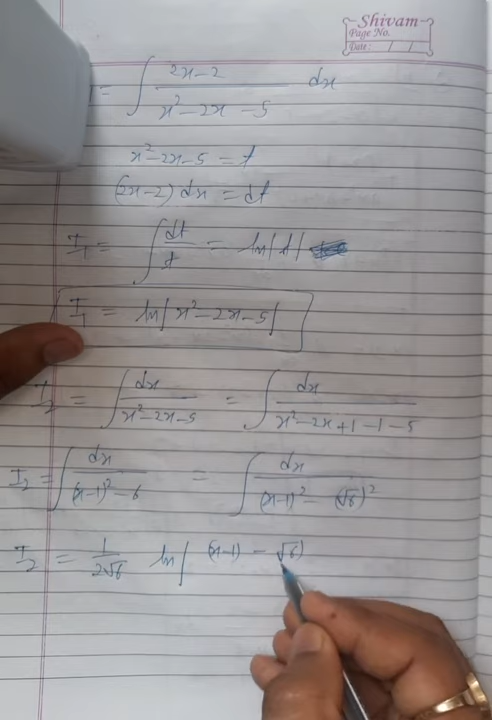 Shivam
Page No.
Date: / /
= ∫ (2x-2)/(x²-2x-5) dx
x²-2x-5 = t
(2x-2) dx = dt
I₁ = ∫ dt/t = ln|t|
I₁ = ln|x²-2x-5|
I₂ = ∫ dx/(x²-2x-5) = ∫ dx/(x²-2x+1-1-5)
I₂ = ∫ dx/((x-1)²-6) = ∫ dx/((x-1)²-(√6)²)
I₂ = 1/(2√6) ln| (x-1)-√6)